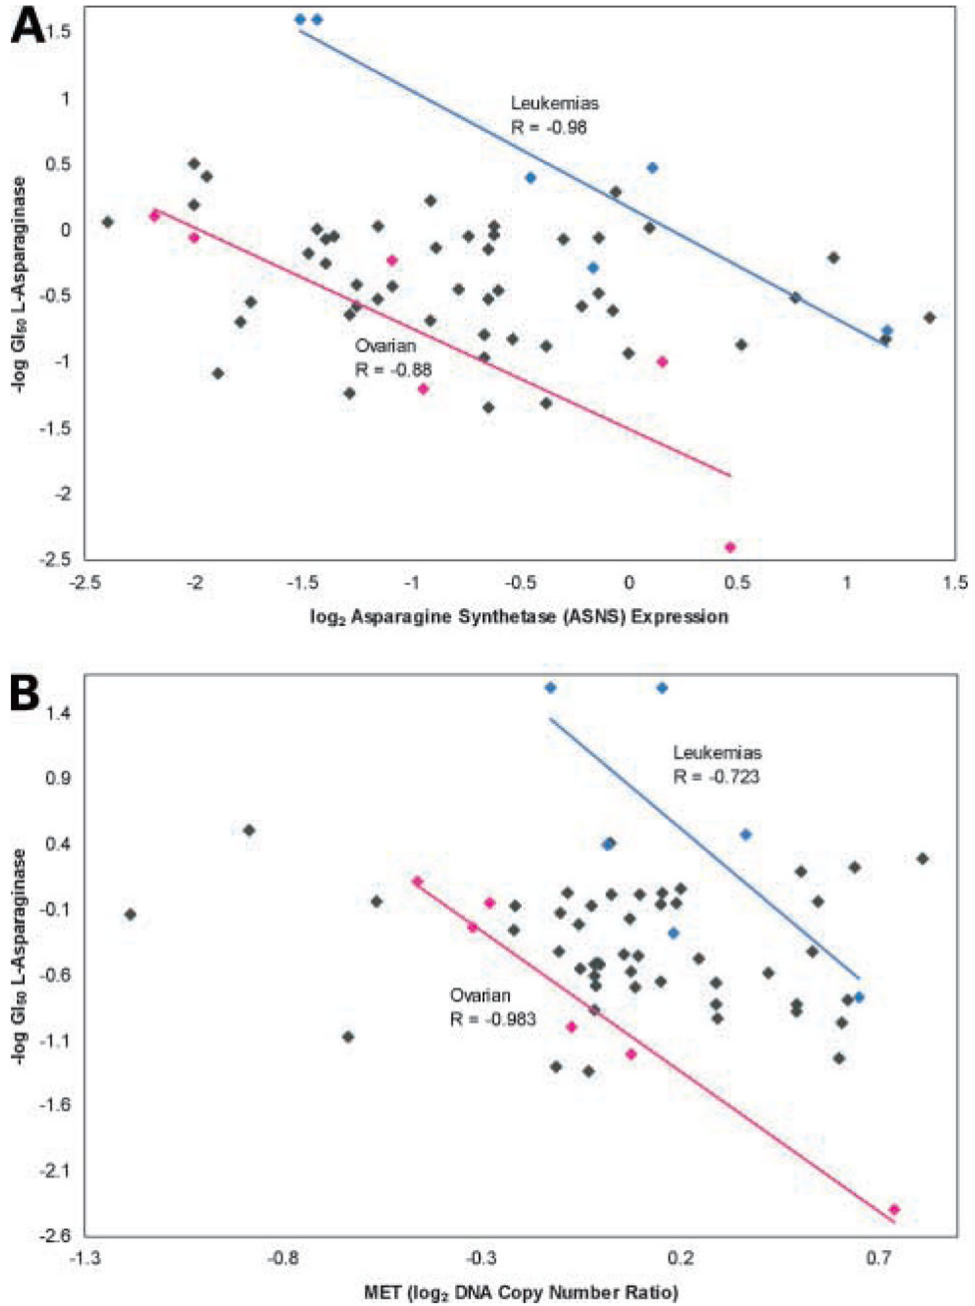 A
1.5
1
0.5
0
-0.5
-1
-1.5
-2
-2.5
-log GI₅₀ L-Asparaginase
Leukemias
R = -0.98
Ovarian
R = -0.88
-2.5 -2 -1.5 -1 -0.5 0 0.5 1 1.5
log₂ Asparagine Synthetase (ASNS) Expression
B
1.4
0.9
0.4
-0.1
-0.6
-1.1
-1.6
-2.1
-2.6
-log GI₅₀ L-Asparaginase
Leukemias
R = -0.723
Ovarian
R = -0.983
-1.3 -0.8 -0.3 0.2 0.7
MET (log₂ DNA Copy Number Ratio)